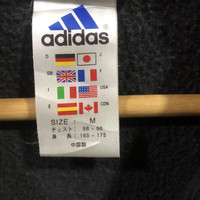 adidas
D J
GB F
I USA
E CDN
SIZE M
チェスト 88-96
身長 165-175
中国製